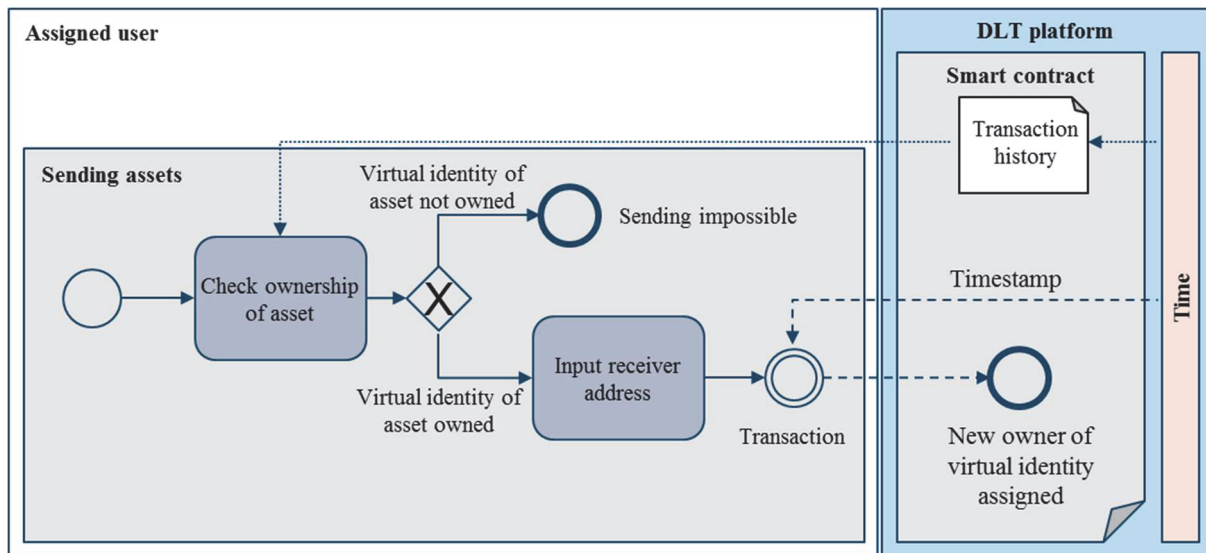 Assigned user
DLT platform
Smart contract
Transaction
history
Sending assets
Virtual identity of
asset not owned
Sending impossible
Check ownership
of asset
X
Timestamp
Time
Input receiver
address
Virtual identity of
asset owned
Transaction
New owner of
virtual identity
assigned